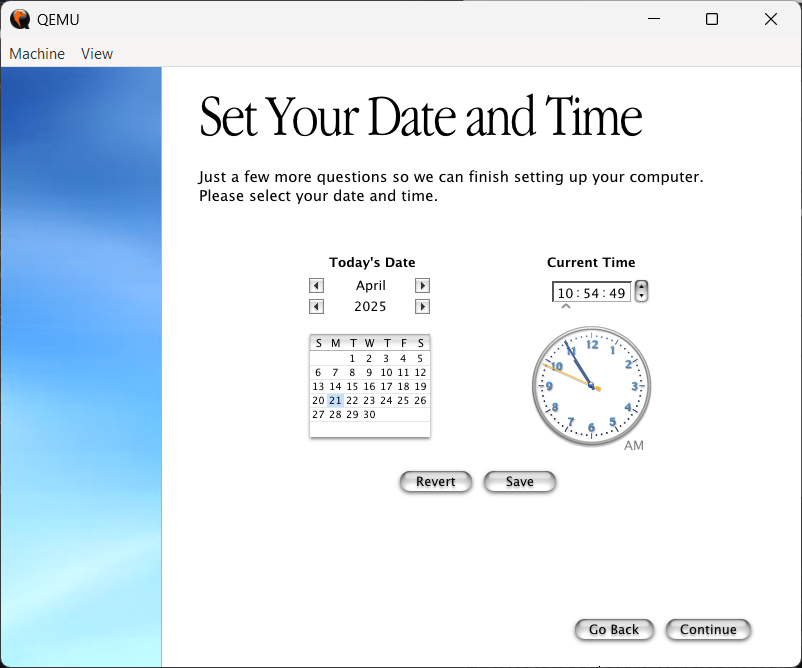 QEMU
Machine View
Set Your Date and Time
Just a few more questions so we can finish setting up your computer.
Please select your date and time.
Today's Date
April
2025
S M T W T F S
1 2 3 4 5
6 7 8 9 10 11 12
13 14 15 16 17 18 19
20 21 22 23 24 25 26
27 28 29 30
Current Time
10:54:49
12
1
2
3
4
5
6
7
8
9
10
11
AM
Revert Save
Go Back Continue